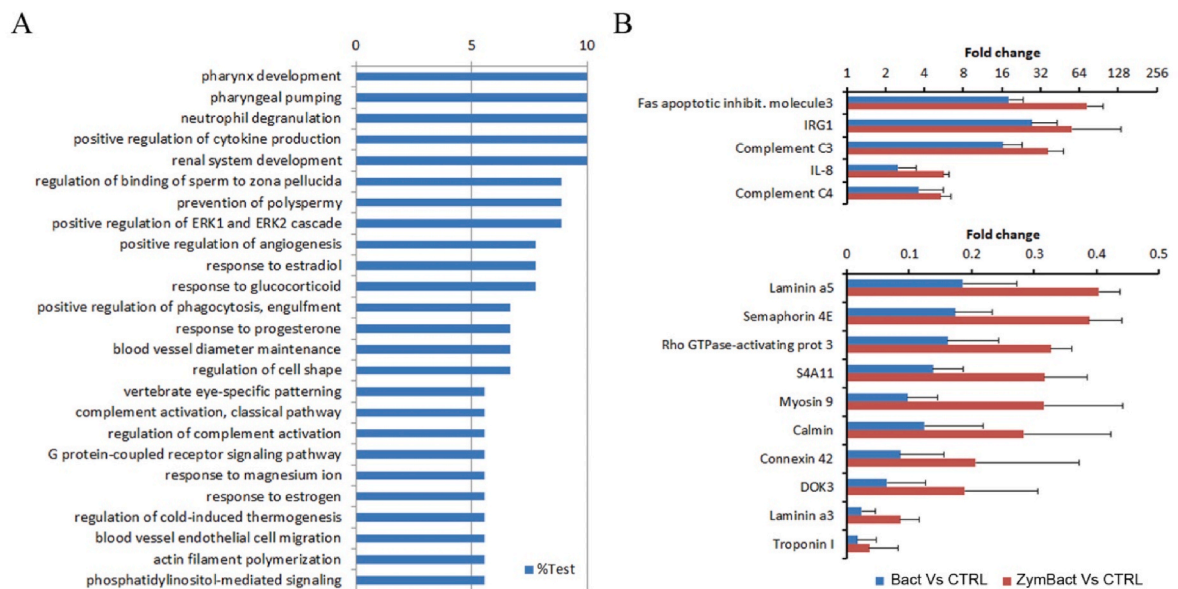 A
0 5 10
pharynx development
pharyngeal pumping
neutrophil degranulation
positive regulation of cytokine production
renal system development
regulation of binding of sperm to zona pellucida
prevention of polyspermy
positive regulation of ERK1 and ERK2 cascade
positive regulation of angiogenesis
response to estradiol
response to glucocorticoid
positive regulation of phagocytosis, engulfment
response to progesterone
blood vessel diameter maintenance
regulation of cell shape
vertebrate eye-specific patterning
complement activation, classical pathway
regulation of complement activation
G protein-coupled receptor signaling pathway
response to magnesium ion
response to estrogen
regulation of cold-induced thermogenesis
blood vessel endothelial cell migration
actin filament polymerization
phosphatidylinositol-mediated signaling
%Test
B
Fold change
1 2 4 8 16 32 64 128 256
Fas apoptotic inhibit. molecule3
IRG1
Complement C3
IL-8
Complement C4
Fold change
0 0.1 0.2 0.3 0.4 0.5
Laminin a5
Semaphorin 4E
Rho GTPase-activating prot 3
S4A11
Myosin 9
Calmin
Connexin 42
DOK3
Laminin a3
Troponin I
Bact Vs CTRL ZymBact Vs CTRL